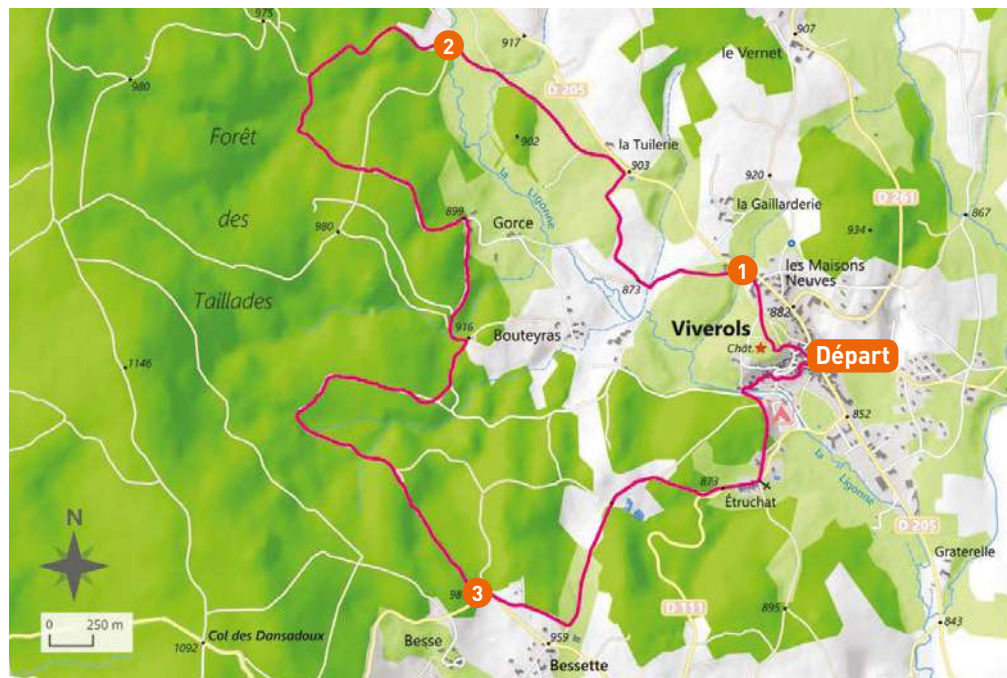 975
980
917
907
le Vernet
2
D 205
Forêt
des
Taillades
902
la Tuilerie
903
la
Ligonne
920
la Gaillarderie
D 261
867
934
899
Gorce
980
873
1
les Maisons
Neuves
882
Viverols
Chât.
Départ
916
Bouteyras
1146
852
873
Étruchat
la
Ligonne
D 205
N
Graterelle
3
98
D 111
895
843
0 250 m
Col des Dansadoux
1092
Besse
959
Bessette